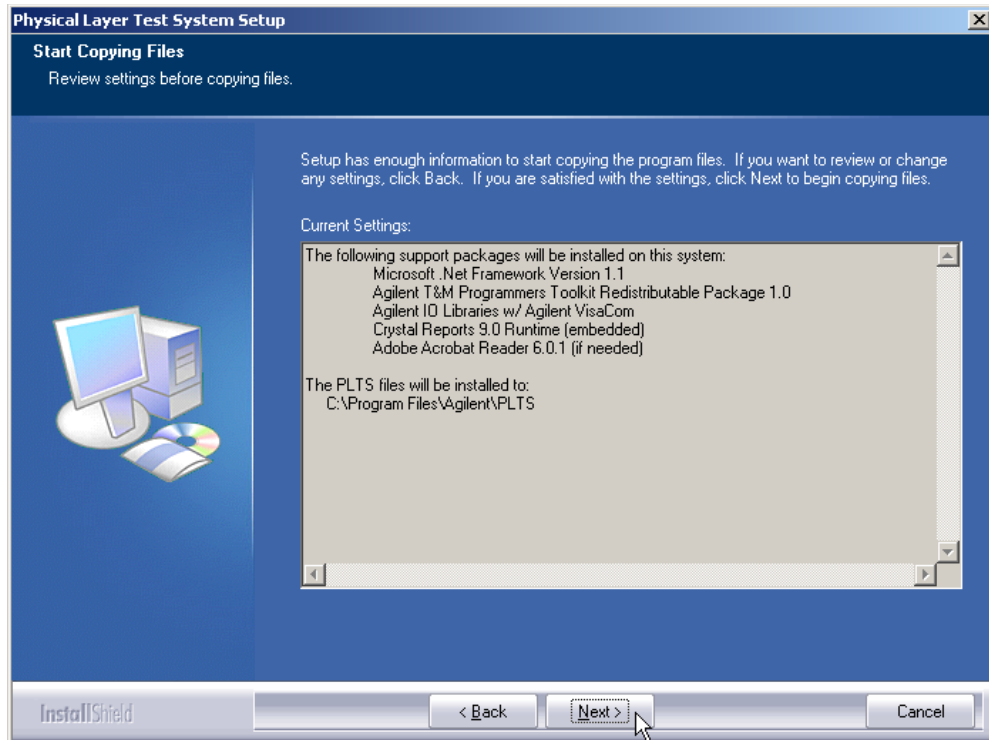 Physical Layer Test System Setup
Start Copying Files
Review settings before copying files.
Setup has enough information to start copying the program files. If you want to review or change
any settings, click Back. If you are satisfied with the settings, click Next to begin copying files.
Current Settings:
The following support packages will be installed on this system:
Microsoft .Net Framework Version 1.1
Agilent T&M Programmers Toolkit Redistributable Package 1.0
Agilent IO Libraries w/ Agilent VisaCom
Crystal Reports 9.0 Runtime (embedded)
Adobe Acrobat Reader 6.0.1 (if needed)
The PLTS files will be installed to:
C:\Program Files\Agilent\PLTS
InstallShield
< Back
Next >
Cancel